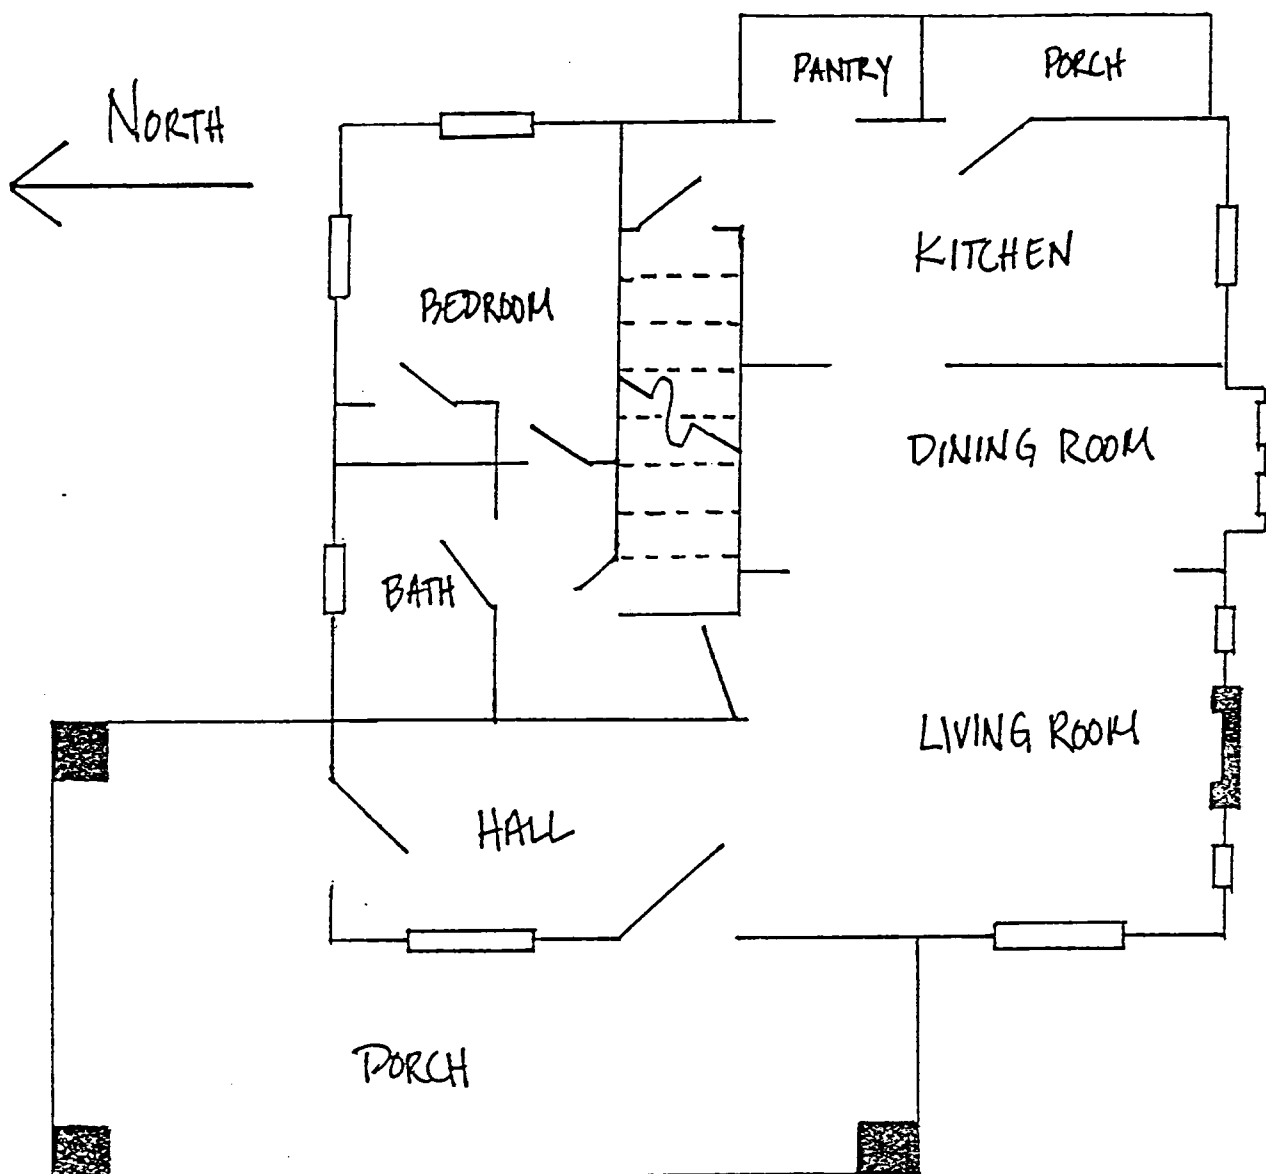 PANTRY
PORCH
NORTH
KITCHEN
BEDROOM
DINING ROOM
BATH
LIVING ROOM
HALL
PORCH